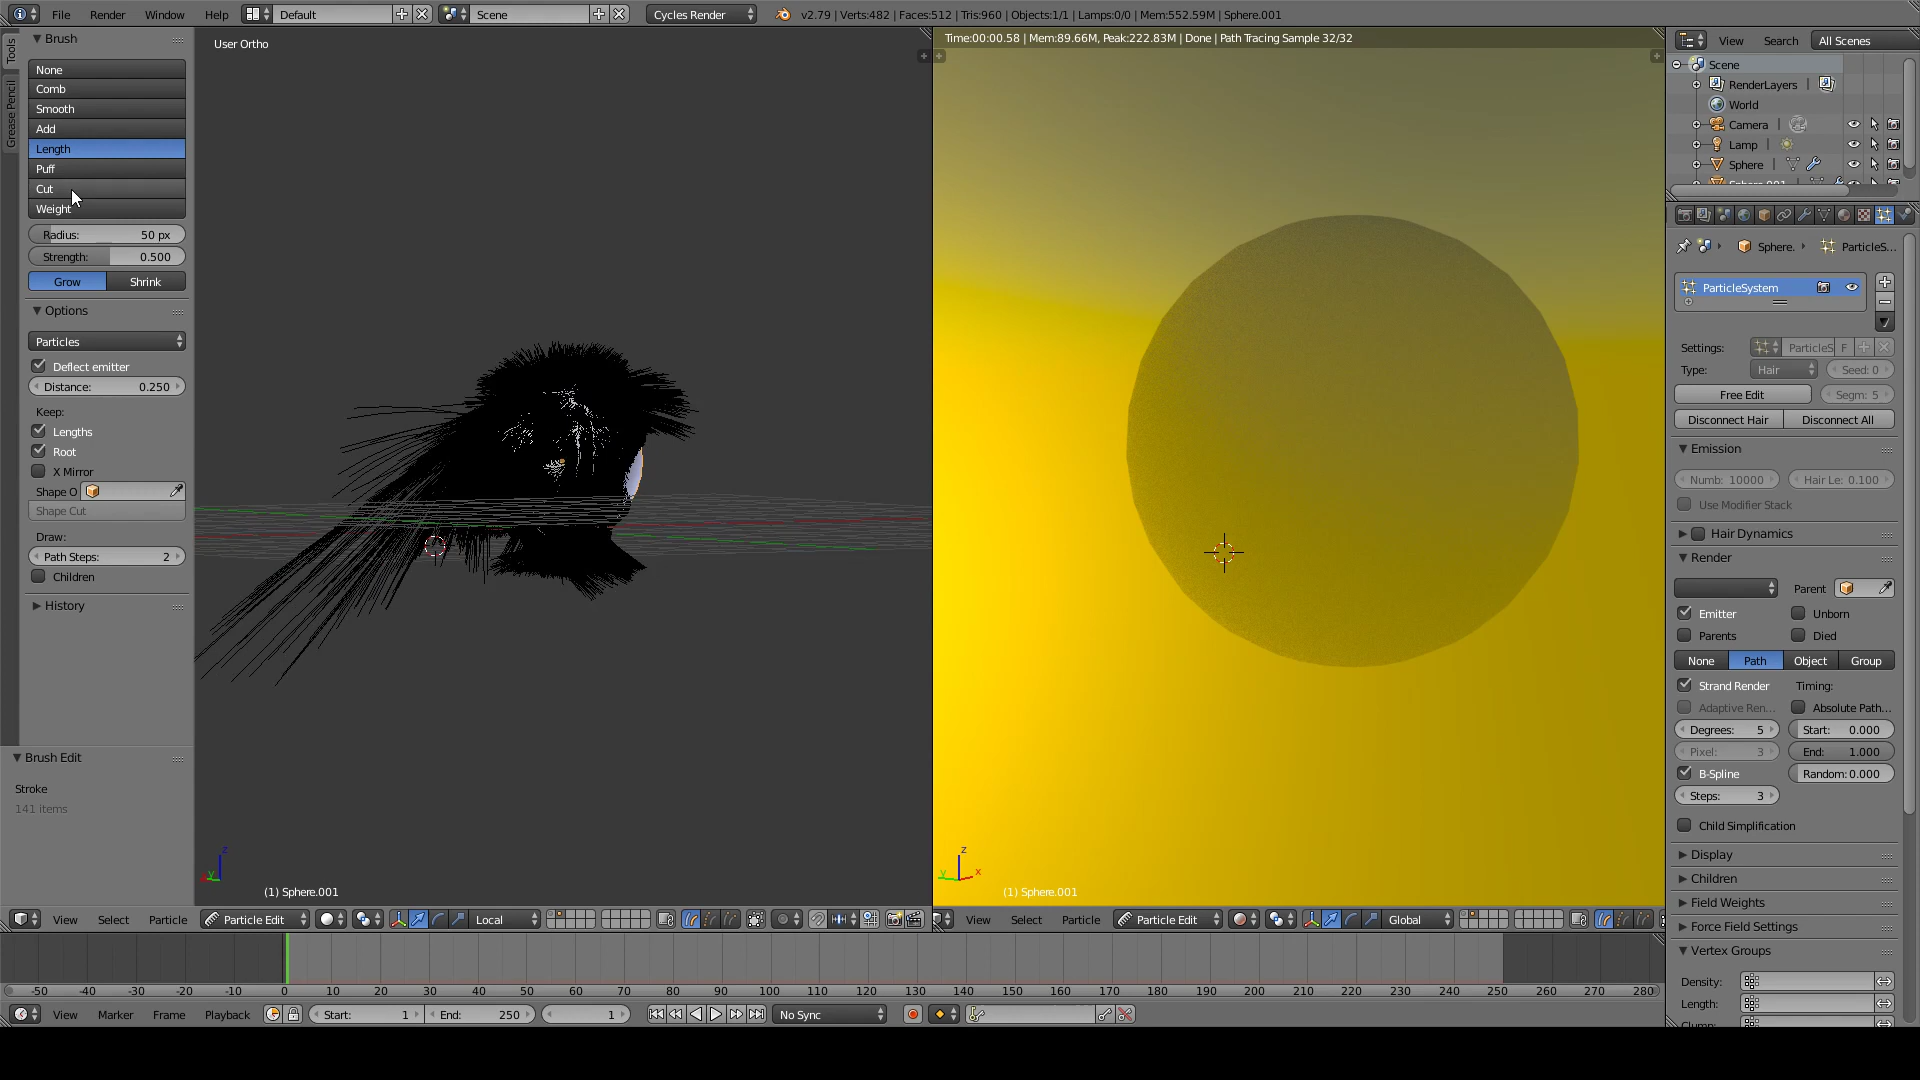 File Render Window Help Default Scene Cycles Render v2.79 | Verts:482 | Faces:512 | Tris:960 | Objects:1/1 | Lamps:0/0 | Mem:552.59M | Sphere.001
Tools
Grease Pencil
Brush
None
Comb
Smooth
Add
Length
Puff
Cut
Weight
Radius: 50 px
Strength: 0.500
Grow Shrink
Options
Particles
Deflect emitter
Distance: 0.250
Keep:
Lengths
Root
X Mirror
Shape O
Shape Cut
Draw:
Path Steps: 2
Children
History
Brush Edit
Stroke
141 items
User Ortho
z
y
(1) Sphere.001
View Select Particle Particle Edit Local
Time:00:00.58 | Mem:89.66M, Peak:222.83M | Done | Path Tracing Sample 32/32
z
y x
(1) Sphere.001
View Select Particle Particle Edit Global
View Search All Scenes
Scene
RenderLayers
World
Camera
Lamp
Sphere
Sphere. ParticleS...
ParticleSystem
Settings: ParticleS F
Type: Hair Seed: 0
Free Edit Segm: 5
Disconnect Hair Disconnect All
Emission
Numb: 10000 Hair Le: 0.100
Use Modifier Stack
Hair Dynamics
Render
Parent
Emitter Unborn
Parents Died
None Path Object Group
Strand Render Timing:
Adaptive Ren... Absolute Path...
Degrees: 5 Start: 0.000
Pixel: 3 End: 1.000
B-Spline Random: 0.000
Steps: 3
Child Simplification
Display
Children
Field Weights
Force Field Settings
Vertex Groups
Density:
Length:
-50 -40 -30 -20 -10 0 10 20 30 40 50 60 70 80 90 100 110 120 130 140 150 160 170 180 190 200 210 220 230 240 250 260 270 280
View Marker Frame Playback Start: 1 End: 250 1 No Sync